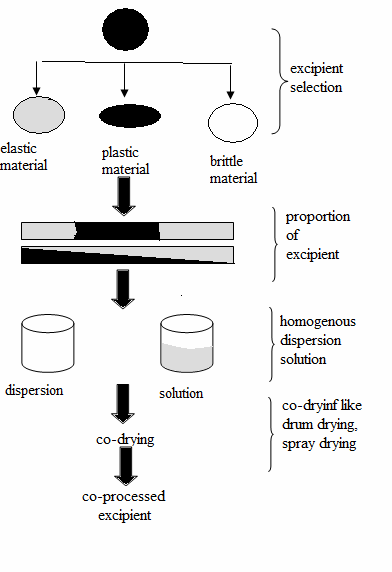 excipient
selection
elastic
material
plastic
material
brittle
material
proportion
of
excipient
homogenous
dispersion
solution
dispersion
solution
co-dryinf like
drum drying,
spray drying
co-drying
co-processed
excipient